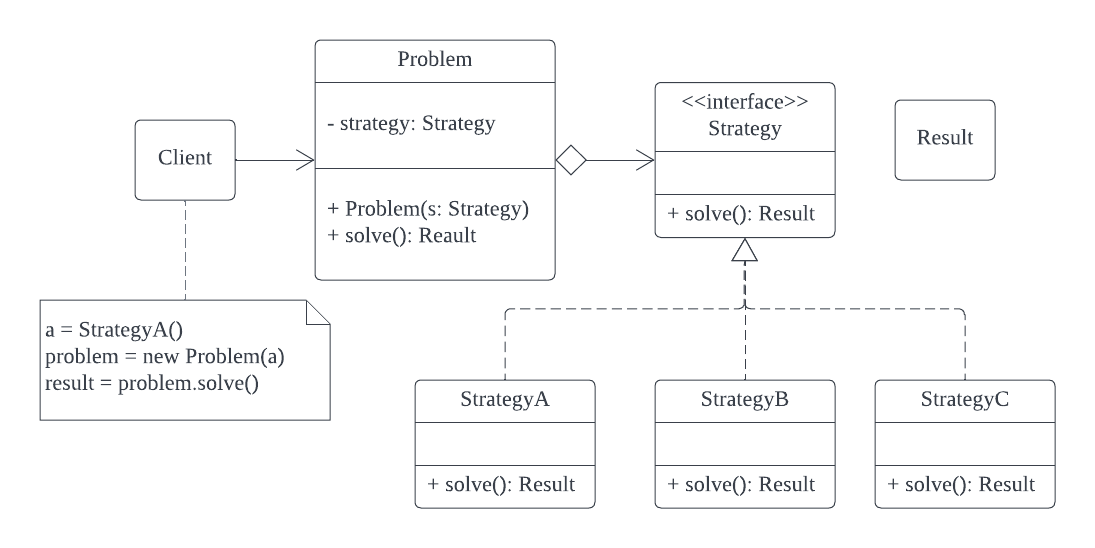 Client
Problem
- strategy: Strategy
+ Problem(s: Strategy)
+ solve(): Reault
<<interface>>
Strategy
+ solve(): Result
Result
a = StrategyA()
problem = new Problem(a)
result = problem.solve()
StrategyA
+ solve(): Result
StrategyB
+ solve(): Result
StrategyC
+ solve(): Result